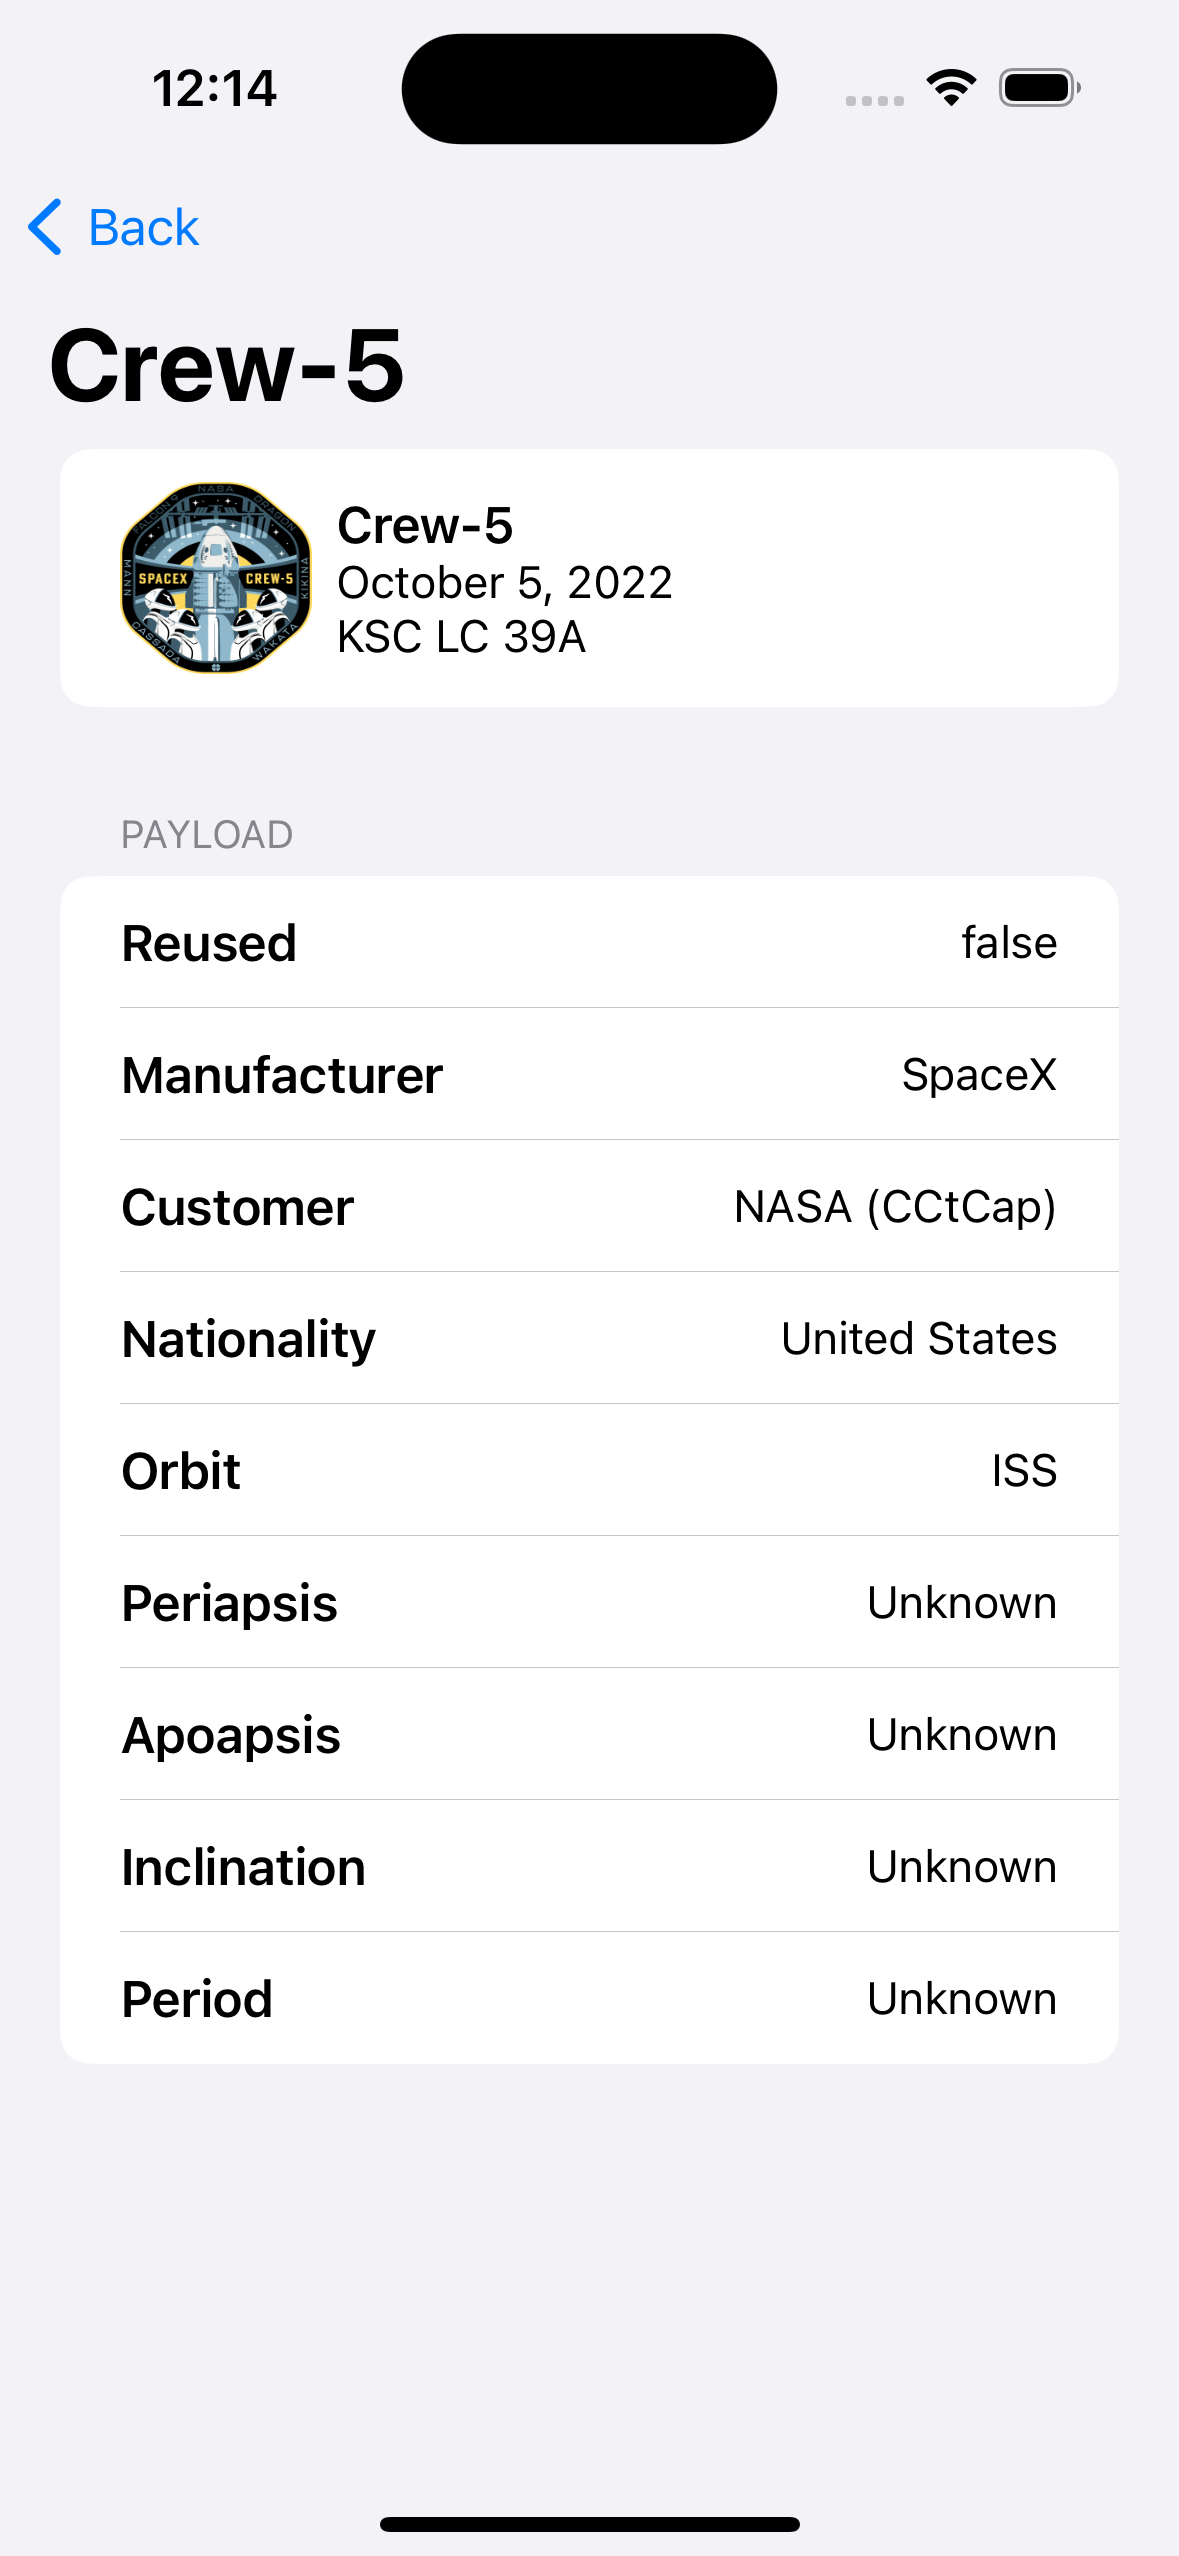 12:14
Back
Crew-5
NASA
FALCON 9
DRAGON
MANN
SPACEX CREW-5
KIKINA
CASSADA
WAKATA
Crew-5
October 5, 2022
KSC LC 39A
PAYLOAD
Reused false
Manufacturer SpaceX
Customer NASA (CCtCap)
Nationality United States
Orbit ISS
Periapsis Unknown
Apoapsis Unknown
Inclination Unknown
Period Unknown